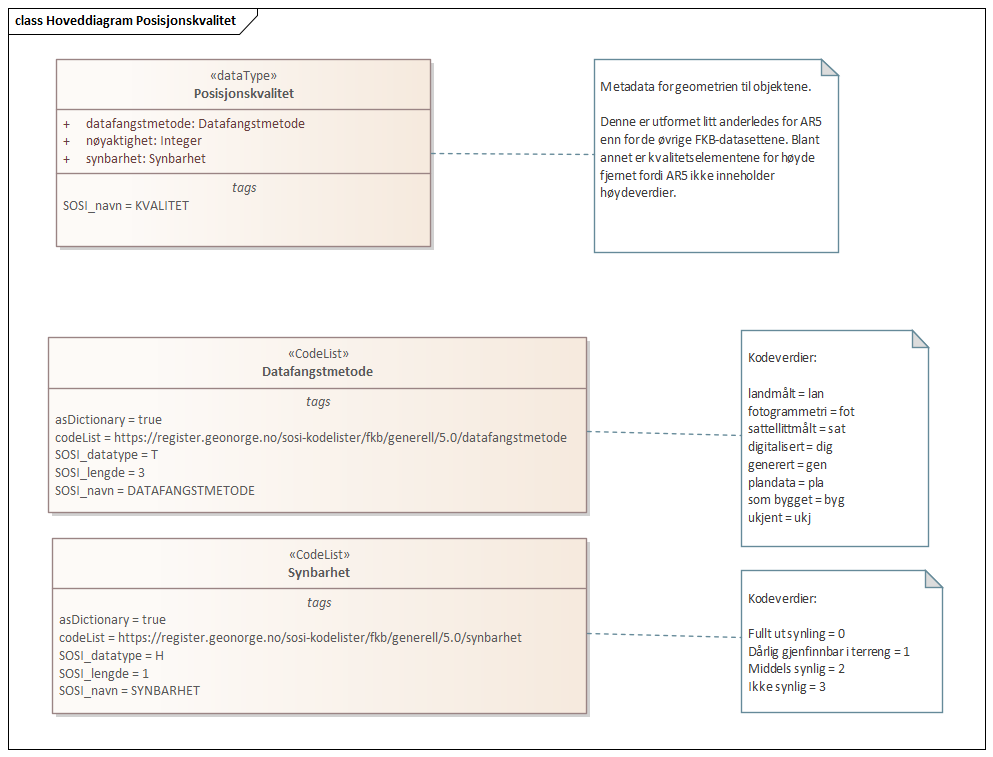 class Hoveddiagram Posisjonskvalitet
«dataType»
Posisjonskvalitet
+ datafangstmetode: Datafangstmetode
+ nøyaktighet: Integer
+ synbarhet: Synbarhet
tags
SOSI_navn = KVALITET
Metadata for geometrien til objektene.
Denne er utformet litt anderledes for AR5
enn for de øvrige FKB-datasettene. Blant
annet er kvalitetselementene for høyde
fjernet fordi AR5 ikke inneholder
høydeverdier.
«CodeList»
Datafangstmetode
tags
asDictionary = true
codeList = https://register.geonorge.no/sosi-kodelister/fkb/generell/5.0/datafangstmetode
SOSI_datatype = T
SOSI_lengde = 3
SOSI_navn = DATAFANGSTMETODE
Kodeverdier:
landmålt = lan
fotogrammetri = fot
sattellittmålt = sat
digitalisert = dig
generert = gen
plandata = pla
som bygget = byg
ukjent = ukj
«CodeList»
Synbarhet
tags
asDictionary = true
codeList = https://register.geonorge.no/sosi-kodelister/fkb/generell/5.0/synbarhet
SOSI_datatype = H
SOSI_lengde = 1
SOSI_navn = SYNBARHET
Kodeverdier:
Fullt ut synling = 0
Dårlig gjenfinnbar i terreng = 1
Middels synlig = 2
Ikke synlig = 3